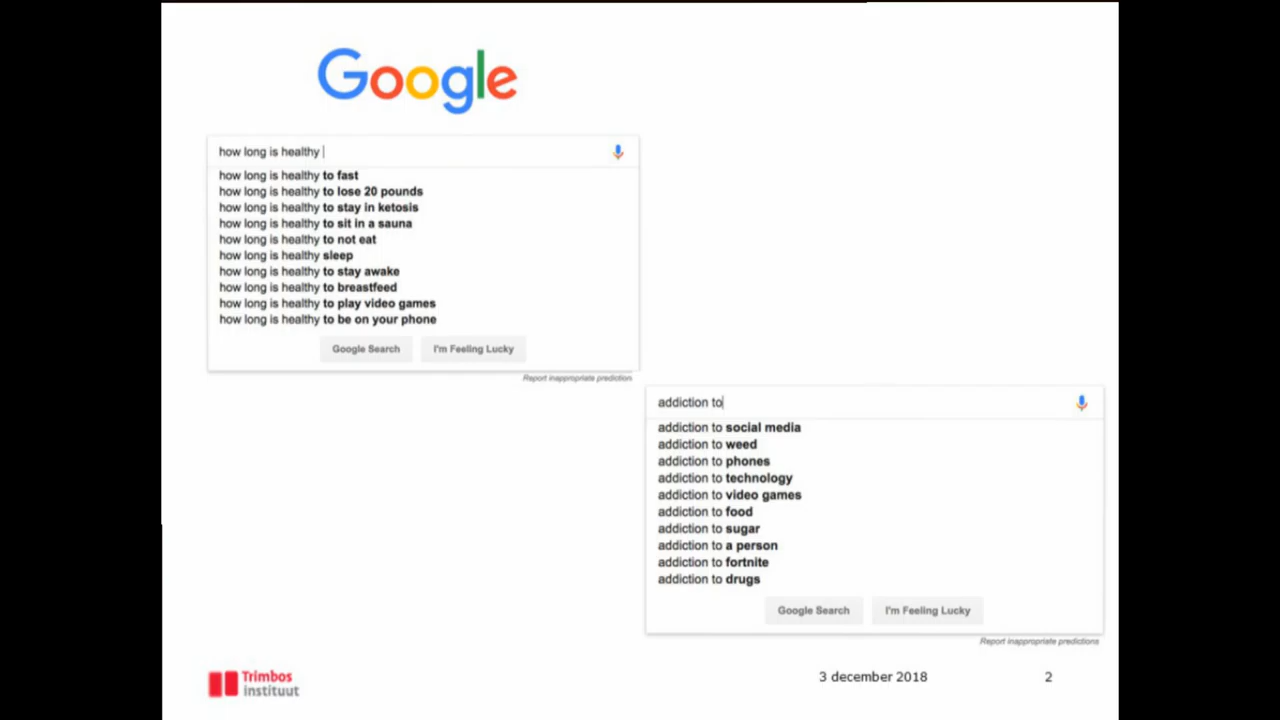 Google
how long is healthy
how long is healthy to fast
how long is healthy to lose 20 pounds
how long is healthy to stay in ketosis
how long is healthy to sit in a sauna
how long is healthy to not eat
how long is healthy sleep
how long is healthy to stay awake
how long is healthy to breastfeed
how long is healthy to play video games
how long is healthy to be on your phone
Google Search I'm Feeling Lucky
Report inappropriate prediction
addiction to
addiction to social media
addiction to weed
addiction to phones
addiction to technology
addiction to video games
addiction to food
addiction to sugar
addiction to a person
addiction to fortnite
addiction to drugs
Google Search I'm Feeling Lucky
Report inappropriate predictions
Trimbos
instituut
3 december 2018 2